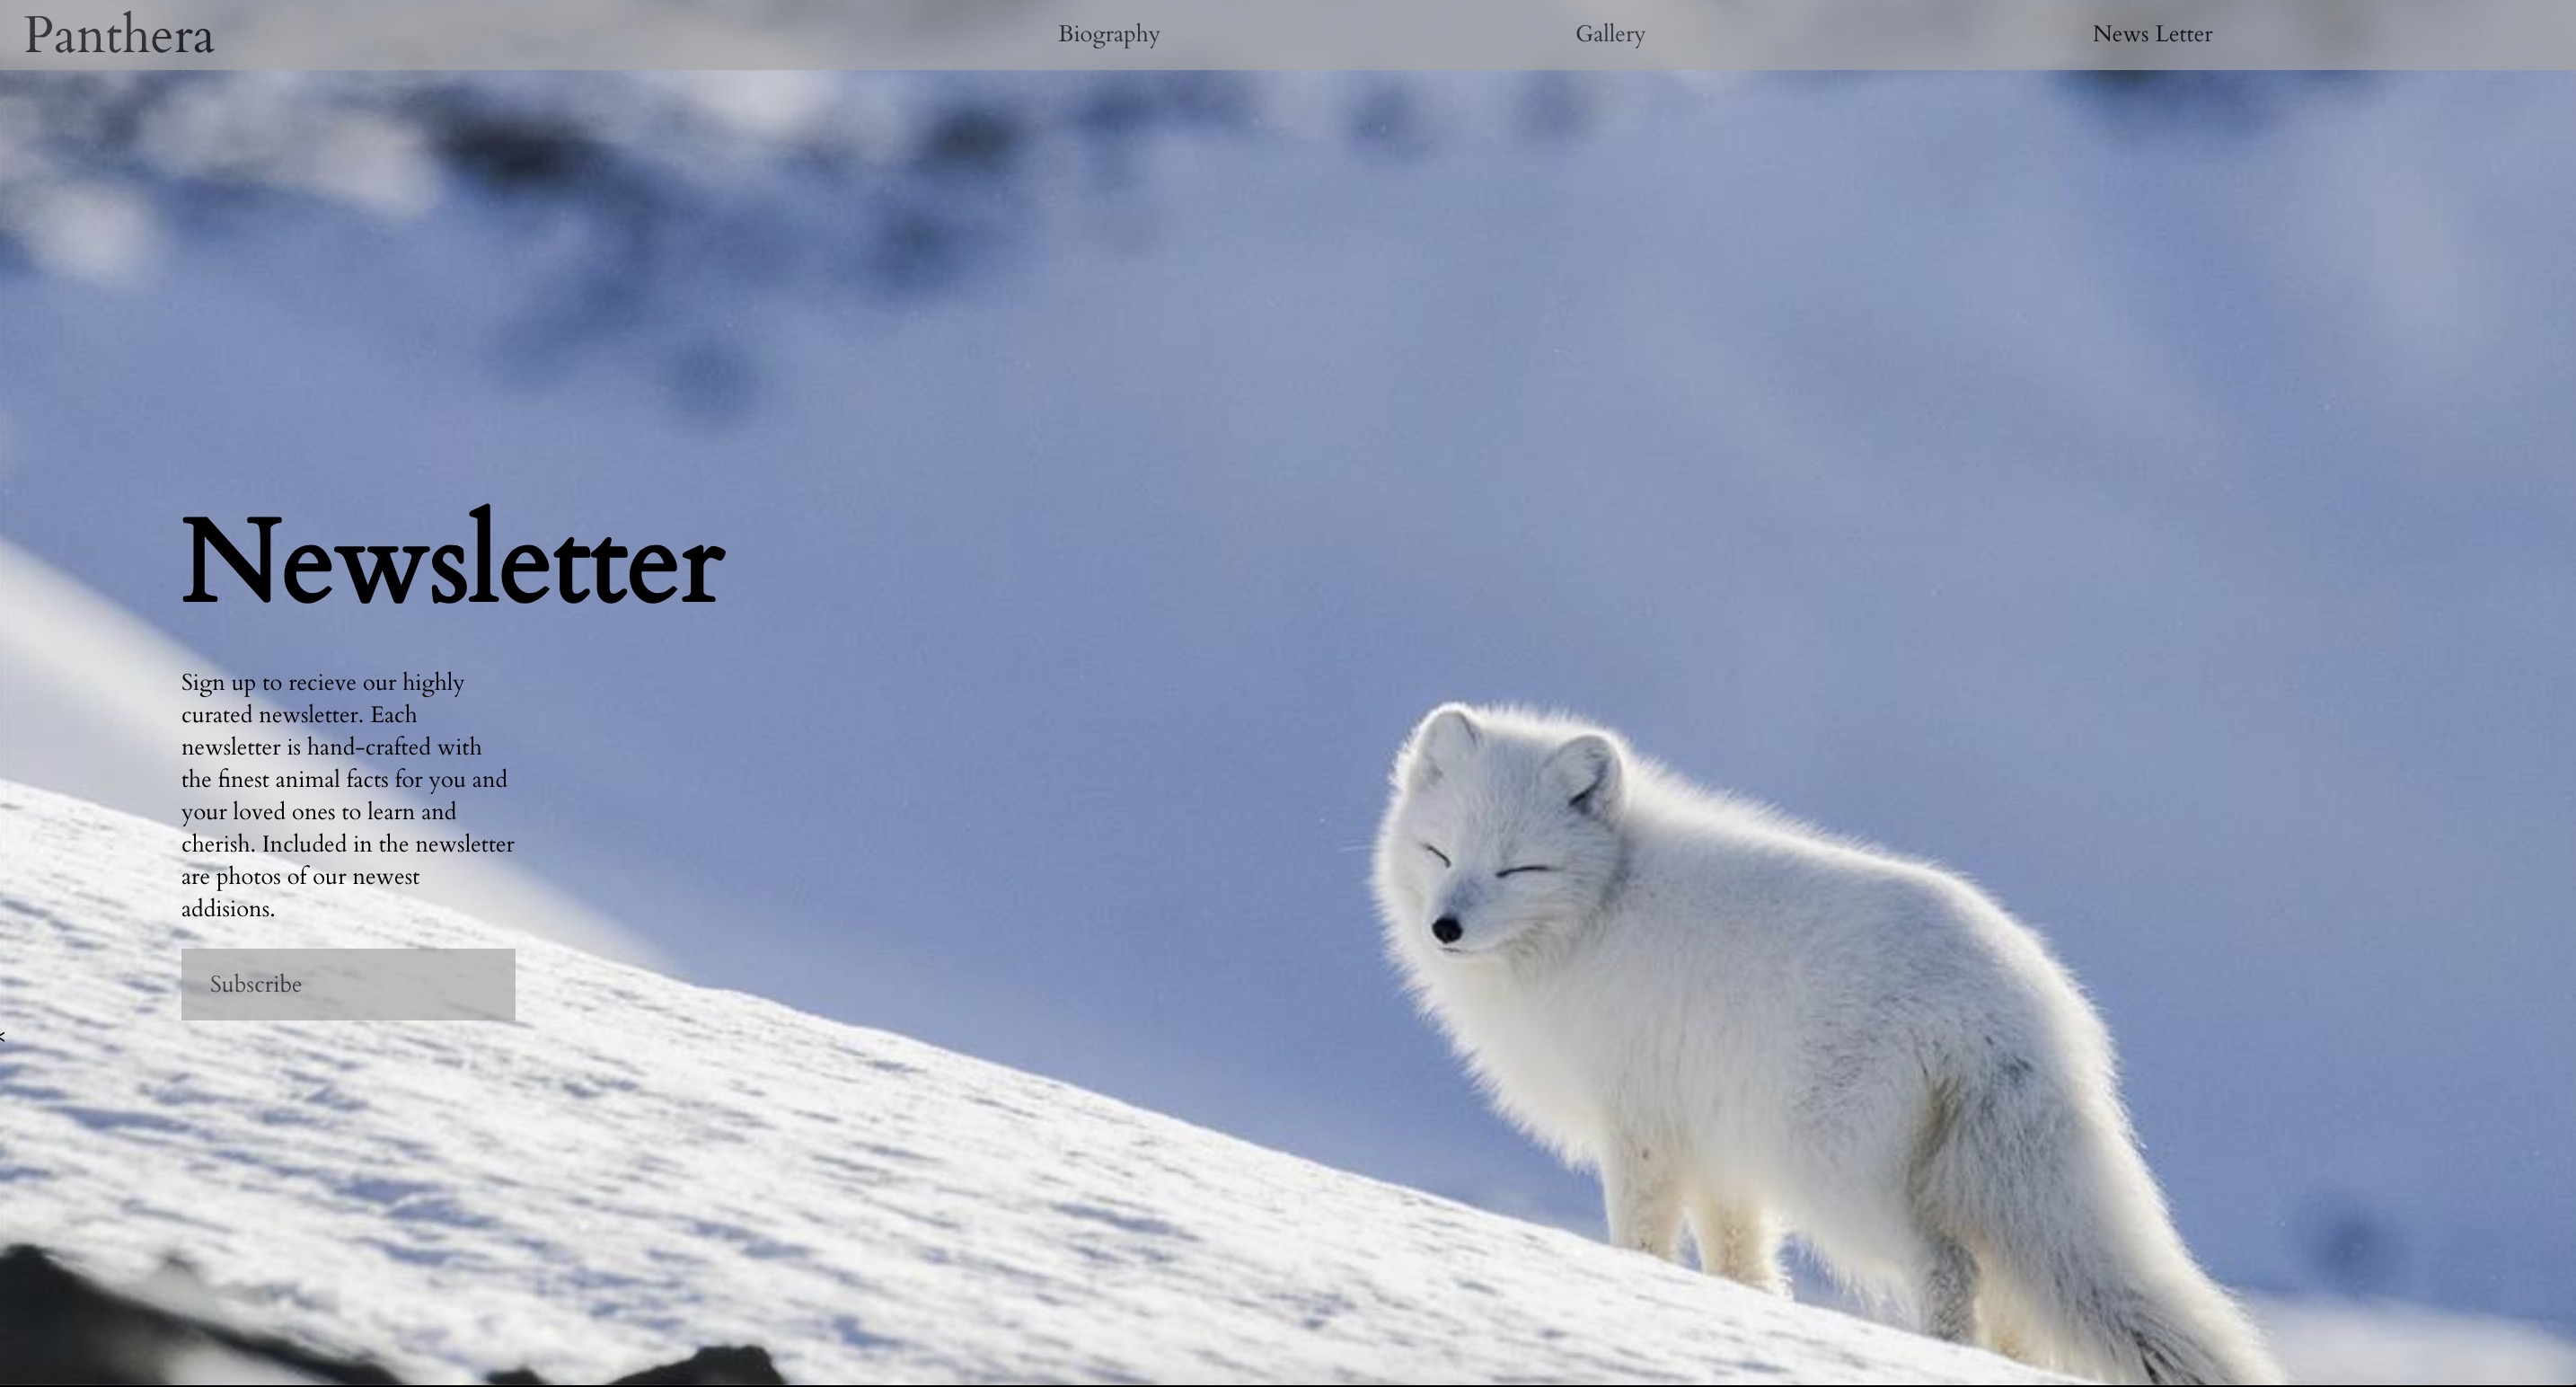 Panthera
Biography
Gallery
News Letter
Newsletter
Sign up to recieve our highly
curated newsletter. Each
newsletter is hand-crafted with
the finest animal facts for you and
your loved ones to learn and
cherish. Included in the newsletter
are photos of our newest
addisions.
Subscribe
<